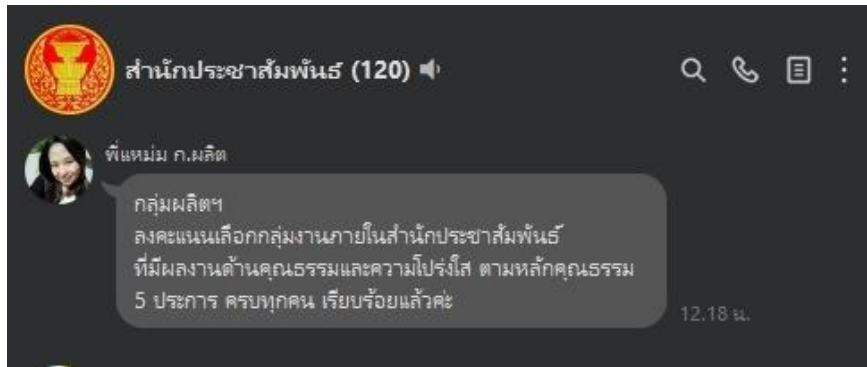 สำนักประชาสัมพันธ์ (120)
พี่แหม่ม ก.ผลิต
กลุ่มผลิตฯ
ลงคะแนนเลือกกลุ่มงานภายในสำนักประชาสัมพันธ์
ที่มีผลงานด้านคุณธรรมและความโปร่งใส ตามหลักคุณธรรม
5 ประการ ครบทุกคน เรียบร้อยแล้วค่ะ
12.18 น.